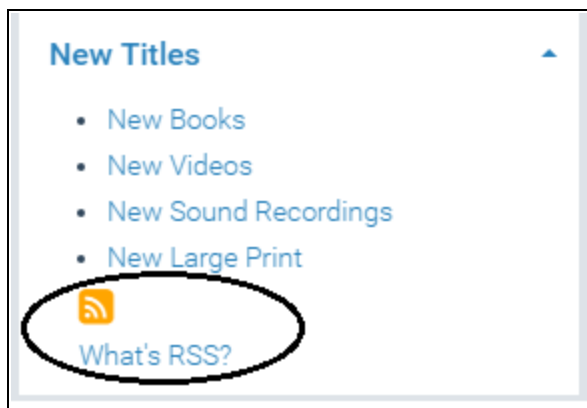 New Titles
New Books
New Videos
New Sound Recordings
New Large Print
What's RSS?